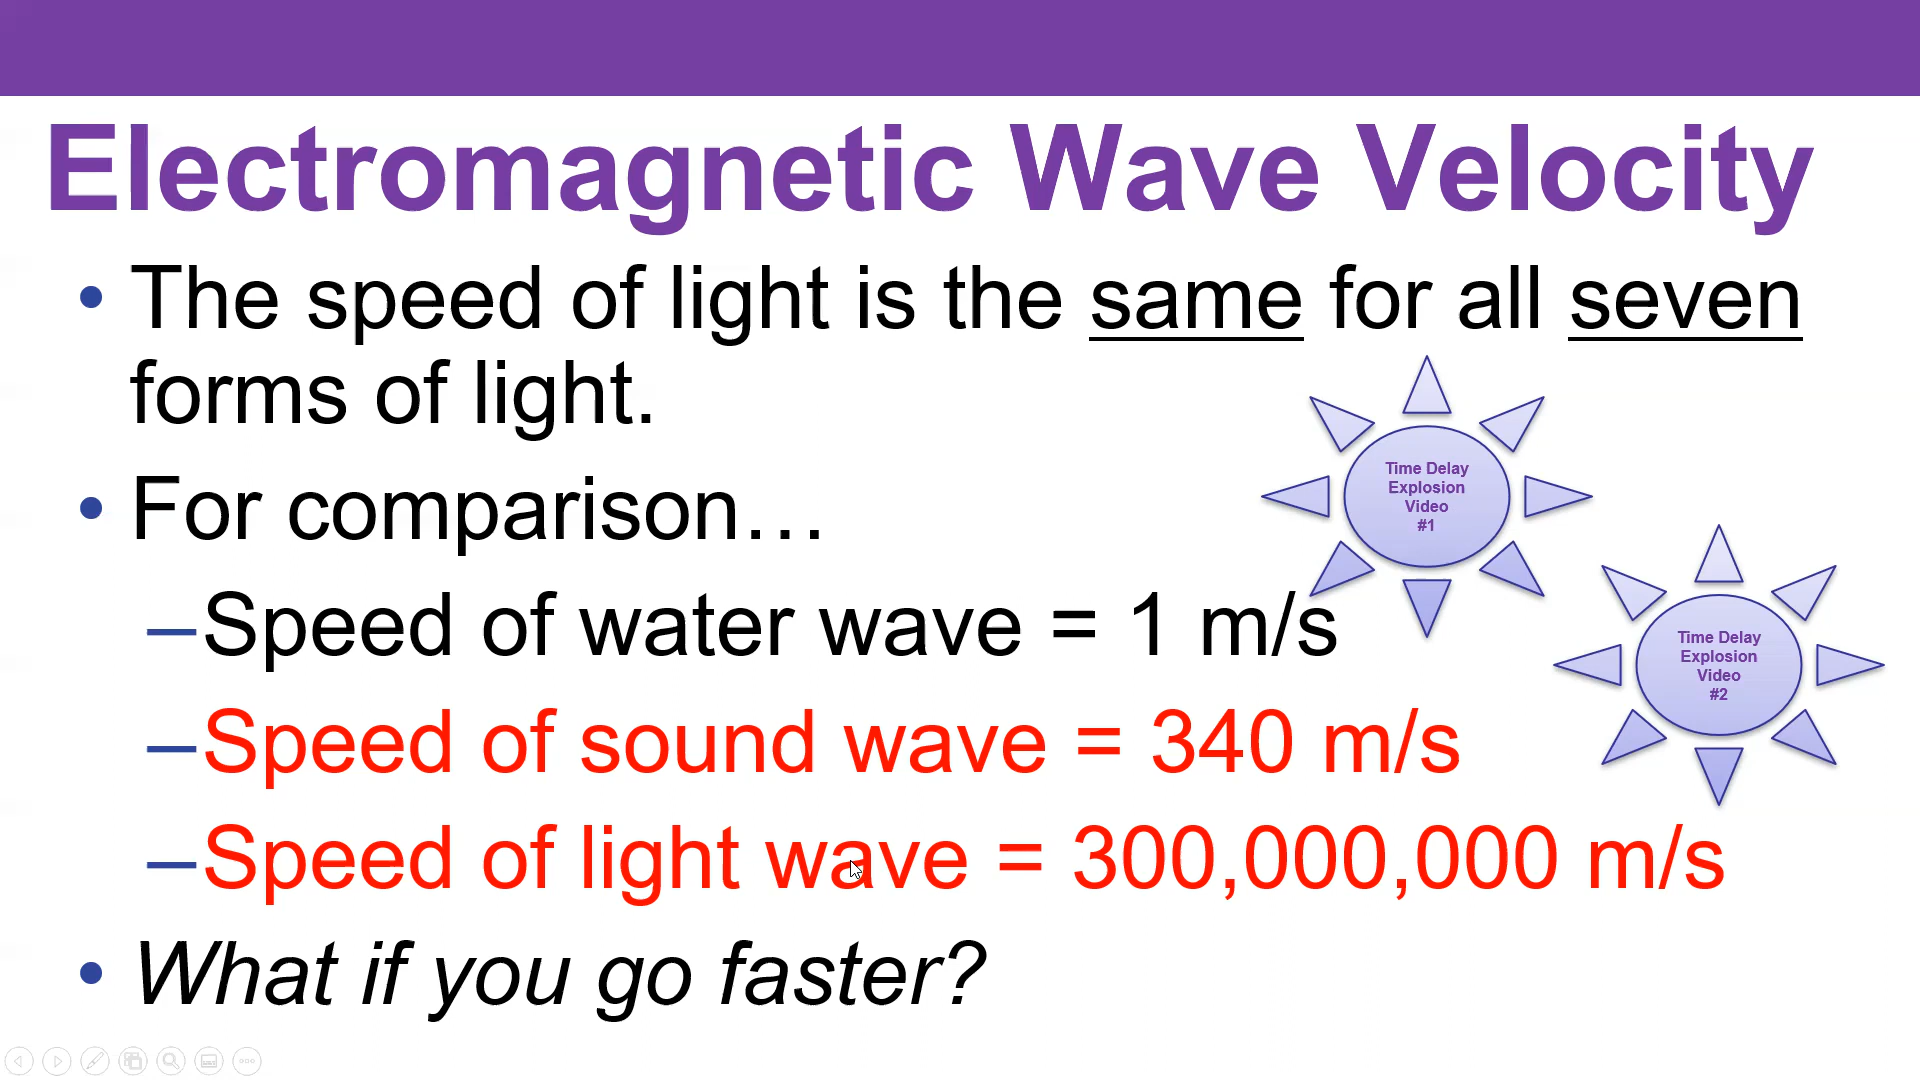 Electromagnetic Wave Velocity
• The speed of light is the same for all seven
forms of light.
• For comparison…
–Speed of water wave = 1 m/s
–Speed of sound wave = 340 m/s
–Speed of light wave = 300,000,000 m/s
• What if you go faster?
Time Delay
Explosion
Video
#1
Time Delay
Explosion
Video
#2